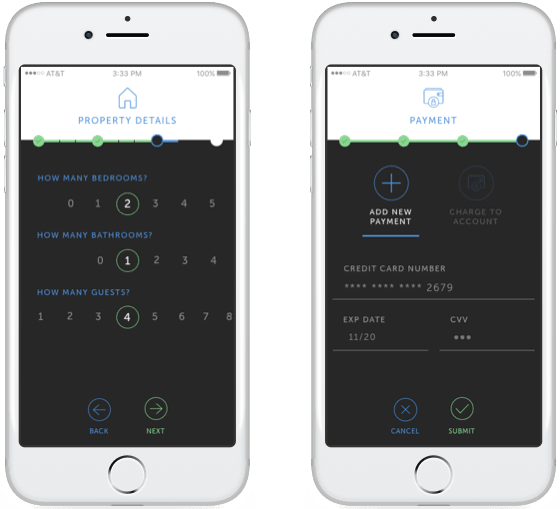 AT&T 3:33 PM 100%
PROPERTY DETAILS
HOW MANY BEDROOMS?
0 1 2 3 4 5
HOW MANY BATHROOMS?
0 1 2 3 4
HOW MANY GUESTS?
1 2 3 4 5 6 7 8
BACK NEXT
AT&T 3:33 PM 100%
PAYMENT
ADD NEW
PAYMENT
CHARGE TO
ACCOUNT
CREDIT CARD NUMBER
**** **** **** 2679
EXP DATE CVV
11/20 •••
CANCEL SUBMIT